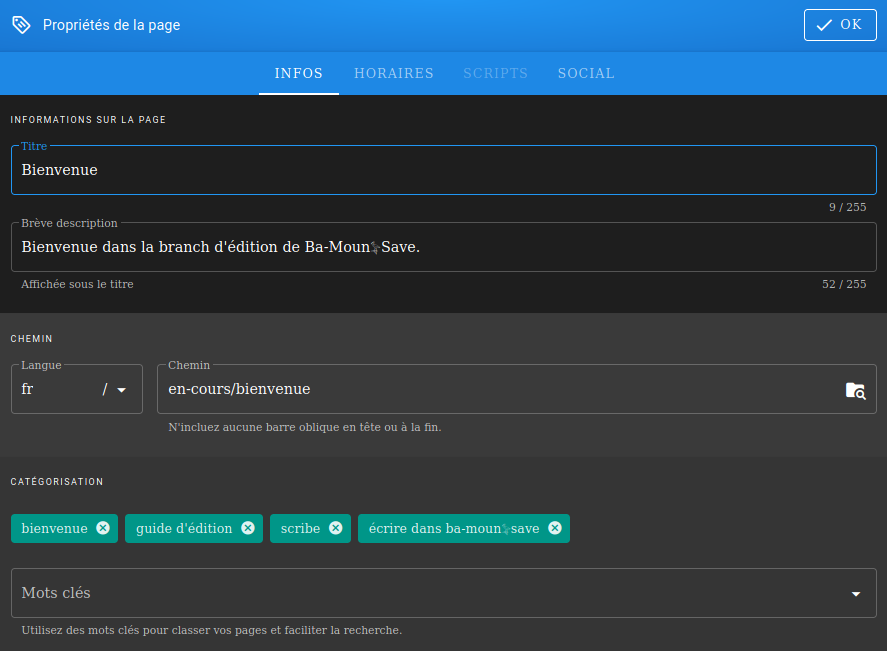 Propriétés de la page
OK
INFOS HORAIRES SCRIPTS SOCIAL
INFORMATIONS SUR LA PAGE
Titre
Bienvenue
9 / 255
Brève description
Bienvenue dans la branch d'édition de Ba-Moun⚧Save.
Affichée sous le titre
52 / 255
CHEMIN
Langue
fr /
Chemin
en-cours/bienvenue
N'incluez aucune barre oblique en tête ou à la fin.
CATÉGORISATION
bienvenue guide d'édition scribe écrire dans ba-moun⚧save
Mots clés
Utilisez des mots clés pour classer vos pages et faciliter la recherche.